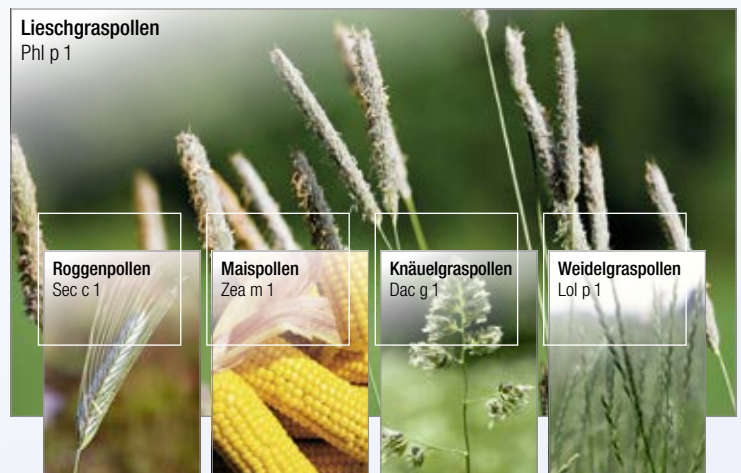 Lieschgraspollen
Phl p 1
Roggenpollen
Sec c 1
Maispollen
Zea m 1
Knäuelgraspollen
Dac g 1
Weidelgraspollen
Lol p 1